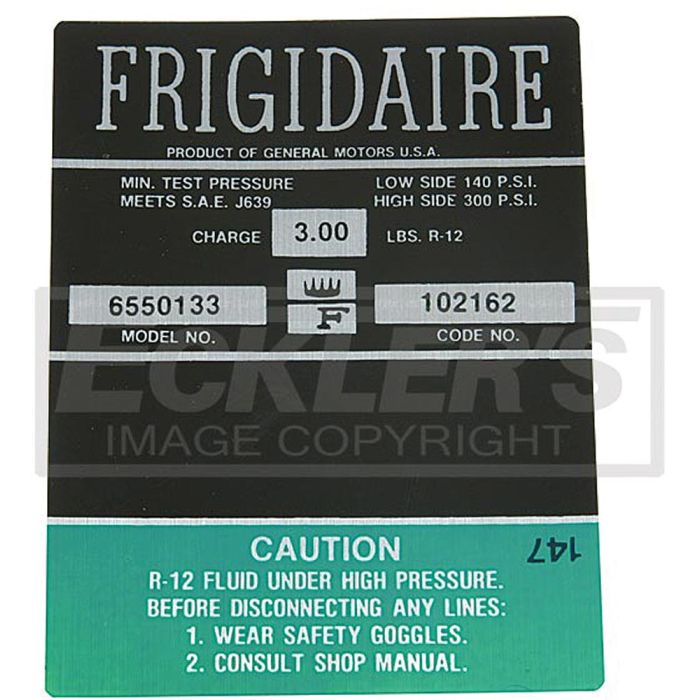 FRIGIDAIRE
PRODUCT OF GENERAL MOTORS U.S.A.
MIN. TEST PRESSURE LOW SIDE 140 P.S.I.
MEETS S.A.E. J639 HIGH SIDE 300 P.S.I.
CHARGE 3.00 LBS. R-12
6550133 F 102162
MODEL NO. CODE NO.
ECKLER'S
IMAGE COPYRIGHT
CAUTION
147
R-12 FLUID UNDER HIGH PRESSURE.
BEFORE DISCONNECTING ANY LINES:
1. WEAR SAFETY GOGGLES.
2. CONSULT SHOP MANUAL.